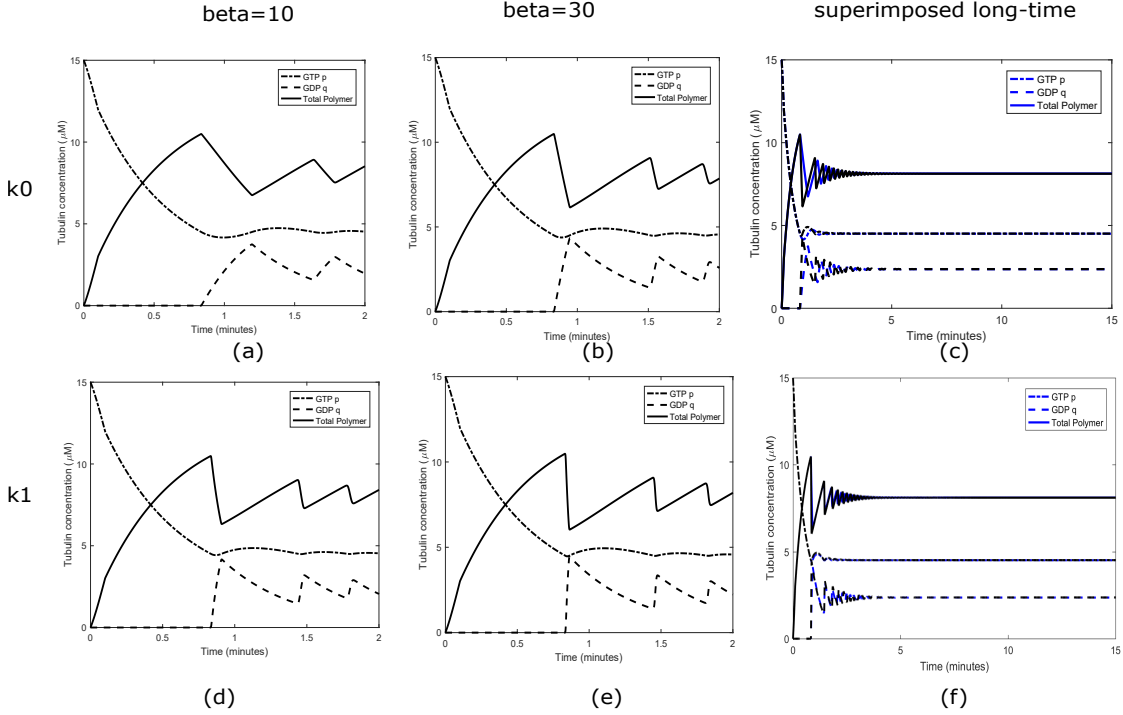 beta=10
beta=30
superimposed long-time
k0
15
10
5
0
Tubulin concentration (μM)
GTP p
GDP q
Total Polymer
0
0.5
1
1.5
2
Time (minutes)
(a)
15
10
5
0
Tubulin concentration (μM)
GTP p
GDP q
Total Polymer
0
0.5
1
1.5
2
Time (minutes)
(b)
15
10
5
0
Tubulin concentration (μM)
GTP p
GDP q
Total Polymer
0
5
10
15
Time (minutes)
(c)
k1
15
10
5
0
Tubulin concentration (μM)
GTP p
GDP q
Total Polymer
0
0.5
1
1.5
2
Time (minutes)
(d)
15
10
5
0
Tubulin concentration (μM)
GTP p
GDP q
Total Polymer
0
0.5
1
1.5
2
Time (minutes)
(e)
15
10
5
0
Tubulin concentration (μM)
GTP p
GDP q
Total Polymer
0
5
10
15
Time (minutes)
(f)